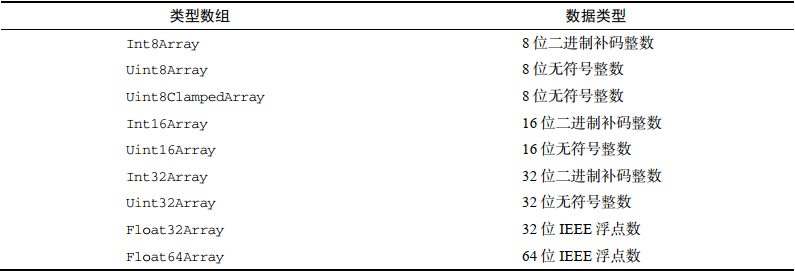 类型数组 数据类型
Int8Array 8 位二进制补码整数
Uint8Array 8 位无符号整数
Uint8ClampedArray 8 位无符号整数
Int16Array 16 位二进制补码整数
Uint16Array 16 位无符号整数
Int32Array 32 位二进制补码整数
Uint32Array 32 位无符号整数
Float32Array 32 位 IEEE 浮点数
Float64Array 64 位 IEEE 浮点数